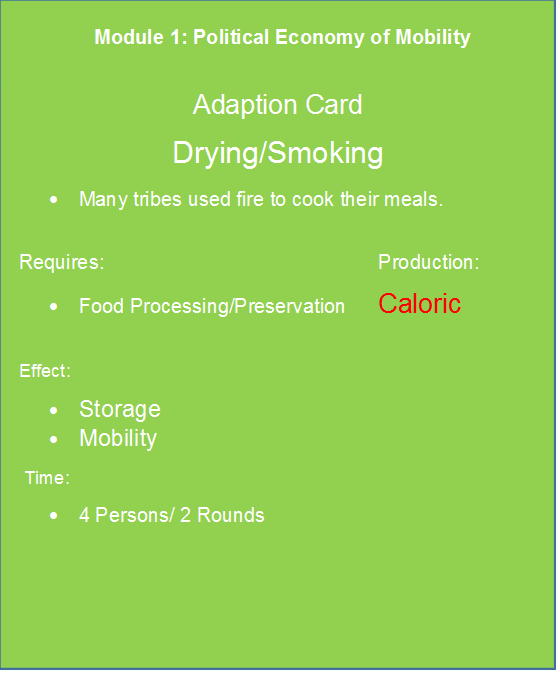 Module 1: Political Economy of Mobility
Adaption Card
Drying/Smoking
• Many tribes used fire to cook their meals.
Requires:
Production:
• Food Processing/Preservation
Caloric
Effect:
• Storage
• Mobility
Time:
• 4 Persons/ 2 Rounds